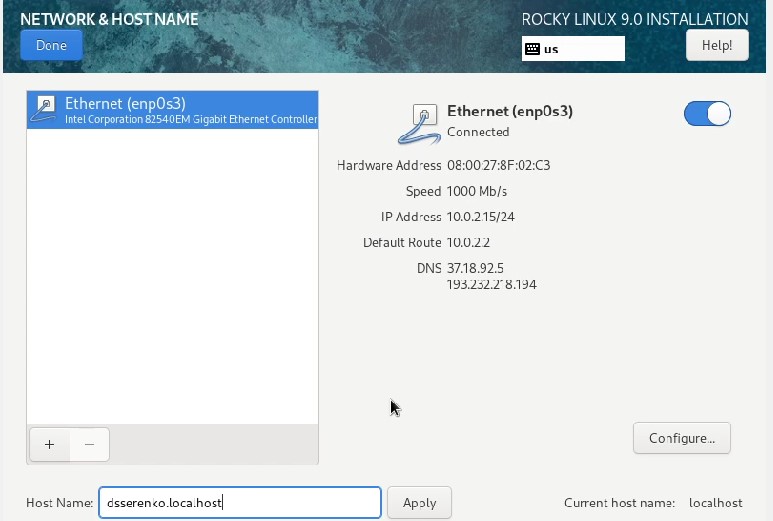 NETWORK & HOST NAME
ROCKY LINUX 9.0 INSTALLATION
Done
us
Help!
Ethernet (enp0s3)
Intel Corporation 82540EM Gigabit Ethernet Controller
Ethernet (enp0s3)
Connected
Hardware Address 08:00:27:8F:02:C3
Speed 1000 Mb/s
IP Address 10.0.2.15/24
Default Route 10.0.2.2
DNS 37.18.92.5
193.232.218.194
+
−
Configure...
Host Name: dsserenko.localhost
Apply
Current host name: localhost